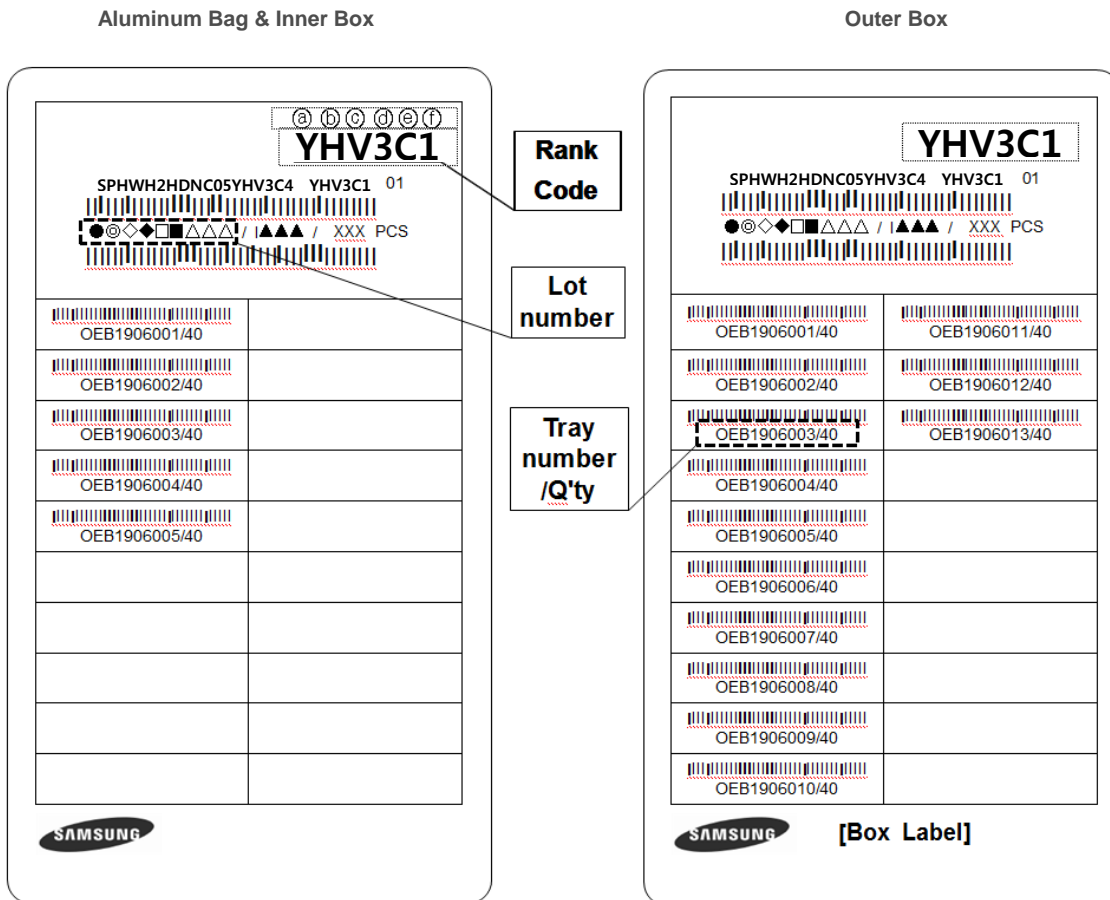 Aluminum Bag & Inner Box
ⓐ ⓑ ⓒ ⓓ ⓔ ⓕ
YHV3C1
SPHWH2HDNC05YHV3C4 YHV3C1 01
●◎◇◆□■△△△ / I▲▲▲ / XXX PCS
OEB1906001/40
OEB1906002/40
OEB1906003/40
OEB1906004/40
OEB1906005/40
SAMSUNG
Rank
Code
Lot
number
Tray
number
/Q'ty
Outer Box
YHV3C1
SPHWH2HDNC05YHV3C4 YHV3C1 01
●◎◇◆□■△△△ / I▲▲▲ / XXX PCS
OEB1906001/40 OEB1906011/40
OEB1906002/40 OEB1906012/40
OEB1906003/40 OEB1906013/40
OEB1906004/40
OEB1906005/40
OEB1906006/40
OEB1906007/40
OEB1906008/40
OEB1906009/40
OEB1906010/40
SAMSUNG [Box Label]